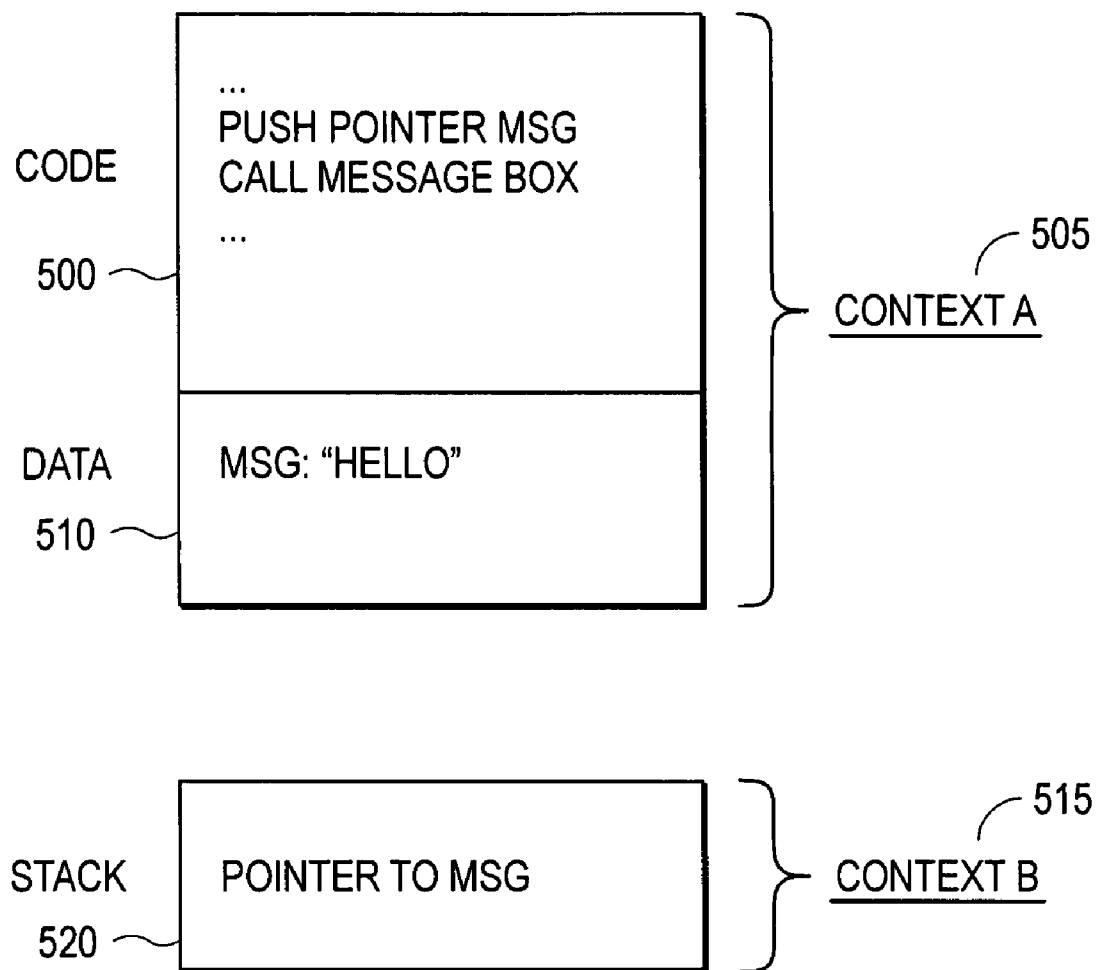 ...
PUSH POINTER MSG
CODE
CALL MESSAGE BOX
...
500
505
CONTEXT A
DATA
MSG: “HELLO”
510
515
STACK
POINTER TO MSG
CONTEXT B
520